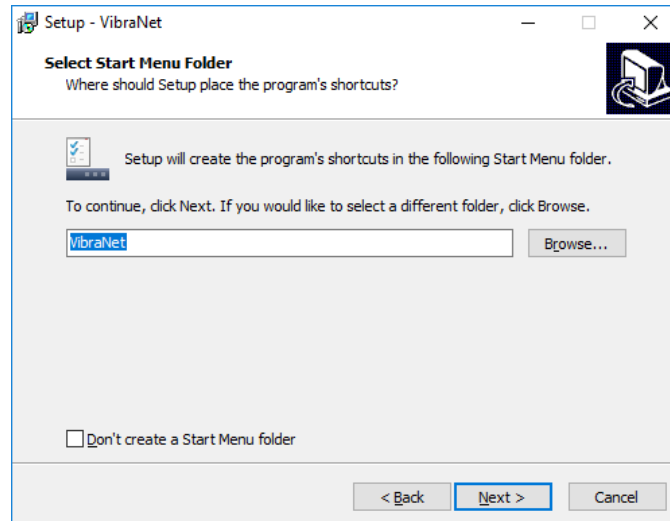 Setup - VibraNet
Select Start Menu Folder
Where should Setup place the program's shortcuts?
Setup will create the program's shortcuts in the following Start Menu folder.
To continue, click Next. If you would like to select a different folder, click Browse.
VibraNet
Browse...
Don't create a Start Menu folder
< Back
Next >
Cancel